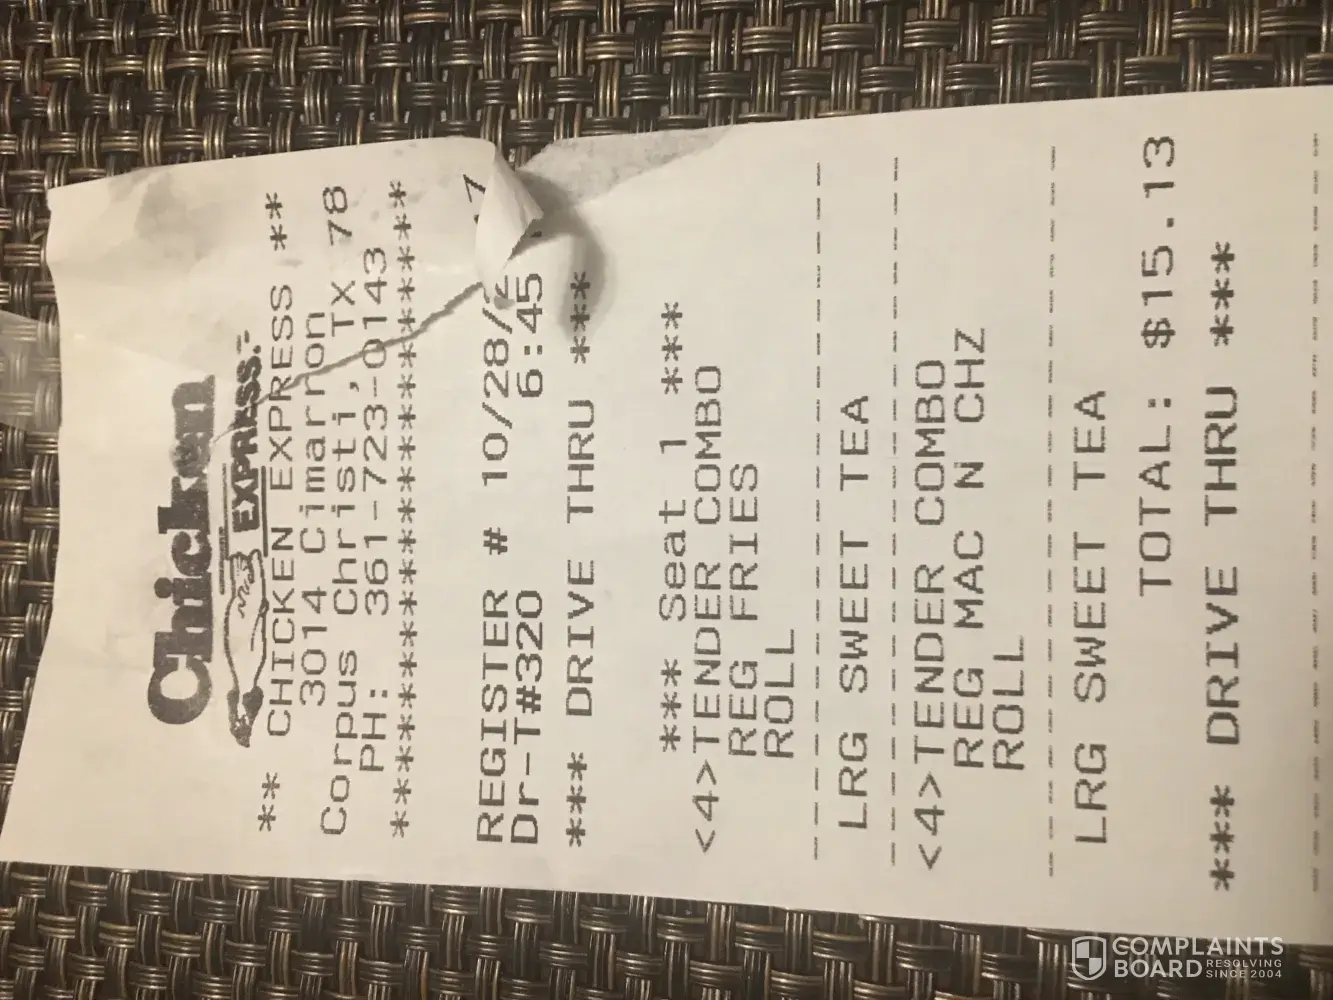 Chicken
EXPRESS
** CHICKEN EXPRESS **
3014 Cimarron
Corpus Christi, TX 78
PH: 361-723-0143
**********************
REGISTER # 10/28/
Dr-T#320 6:45
*** DRIVE THRU ***
*** Seat 1 ***
<4>TENDER COMBO
REG FRIES
ROLL
LRG SWEET TEA
<4>TENDER COMBO
REG MAC N CHZ
ROLL
LRG SWEET TEA
TOTAL: $15.13
*** DRIVE THRU ***
COMPLAINTS
BOARD RESOLVING
SINCE 2004